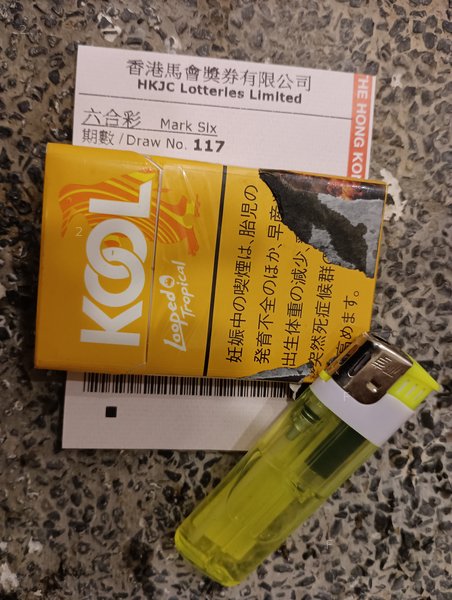 香港馬會獎券有限公司
HKJC Lotteries Limited
THE HONG
六合彩 Mark Six
期數 / Draw No. 117
KOOL
Looped
Tropical
妊娠中の喫煙は、胎児の
発育不全のほか、早産
出生体重の減少、
突然死症候群
高めます。